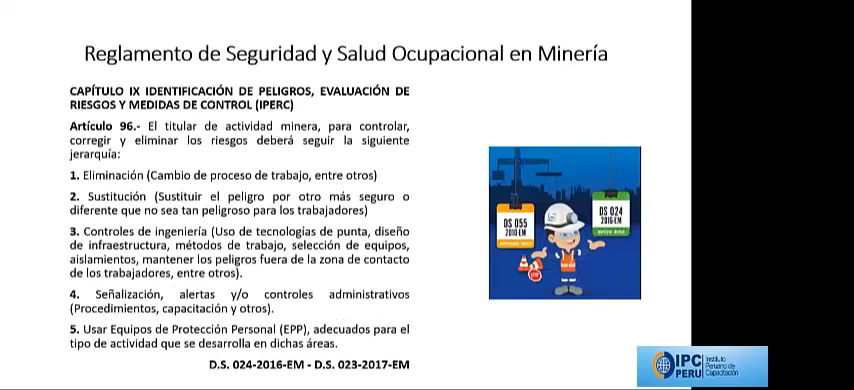 Reglamento de Seguridad y Salud Ocupacional en Minería
CAPÍTULO IX IDENTIFICACIÓN DE PELIGROS, EVALUACIÓN DE
RIESGOS Y MEDIDAS DE CONTROL (IPERC)
Artículo 96.- El titular de actividad minera, para controlar,
corregir y eliminar los riesgos deberá seguir la siguiente
jerarquía:
1. Eliminación (Cambio de proceso de trabajo, entre otros)
2. Sustitución (Sustituir el peligro por otro más seguro o
diferente que no sea tan peligroso para los trabajadores)
3. Controles de ingeniería (Uso de tecnologías de punta, diseño
de infraestructura, métodos de trabajo, selección de equipos,
aislamientos, mantener los peligros fuera de la zona de contacto
de los trabajadores, entre otros).
4. Señalización, alertas y/o controles administrativos
(Procedimientos, capacitación y otros).
5. Usar Equipos de Protección Personal (EPP), adecuados para el
tipo de actividad que se desarrolla en dichas áreas.
D.S. 024-2016-EM - D.S. 023-2017-EM
DS 055
2010-EM
DS 024
2016-EM
STOP
IPC
PERU
Instituto
Peruano de
Capacitación